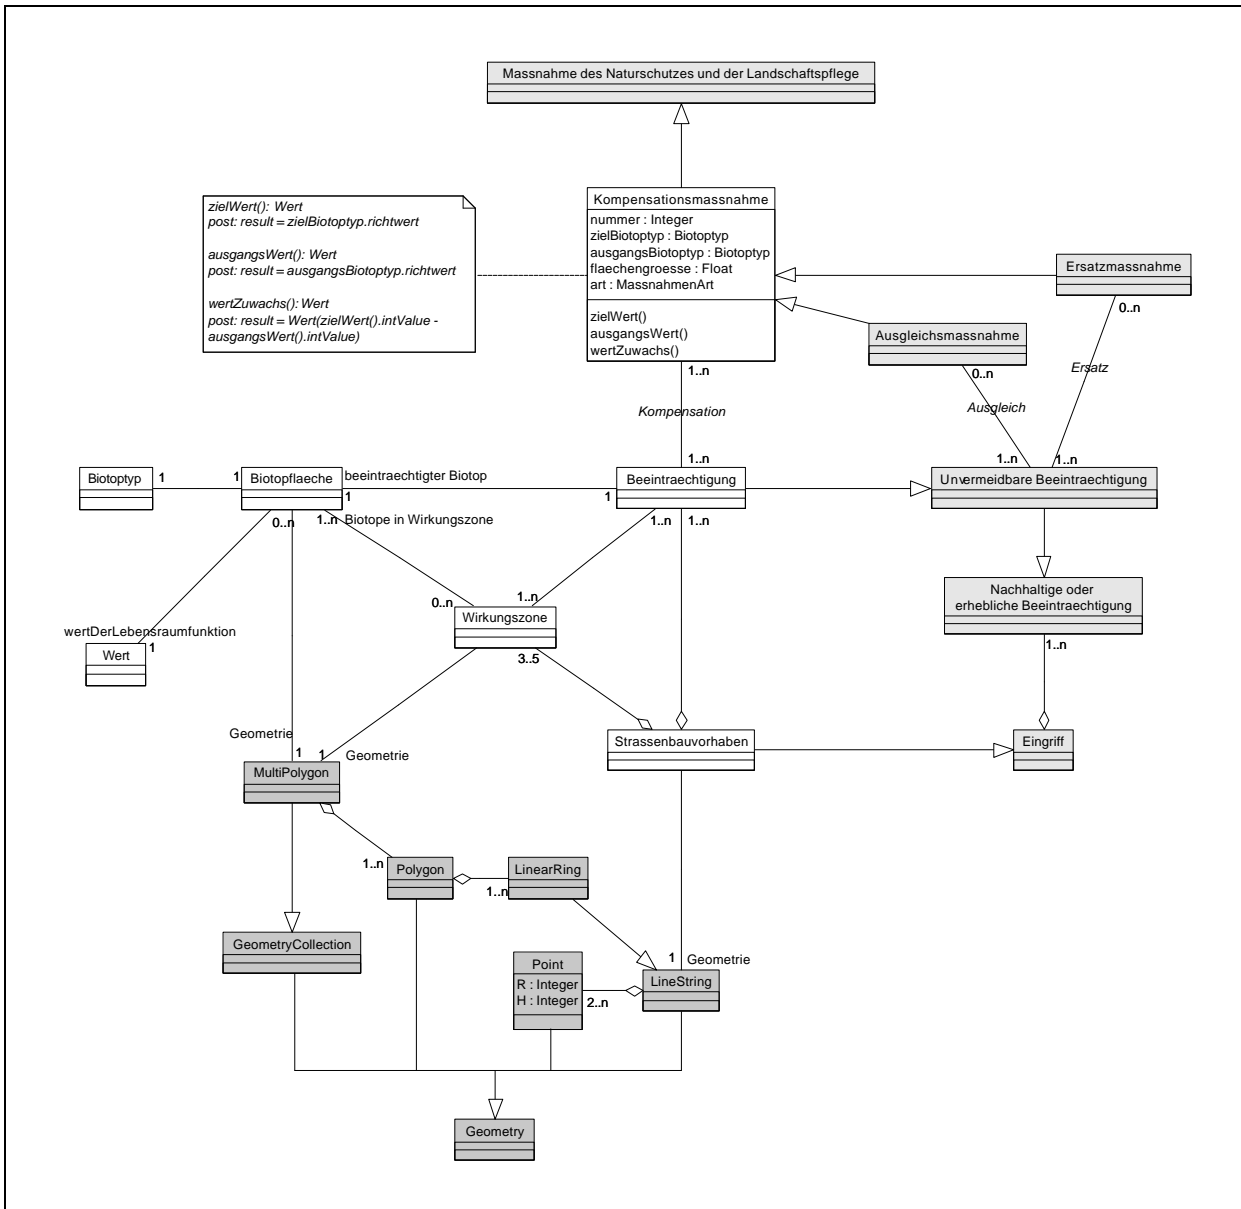 Massnahme des Naturschutzes und der Landschaftspflege
zielWert(): Wert
post: result = zielBiotoptyp.richtwert
ausgangsWert(): Wert
post: result = ausgangsBiotoptyp.richtwert
wertZuwachs(): Wert
post: result = Wert(zielWert().intValue -
ausgangsWert().intValue)
Kompensationsmassnahme
nummer : Integer
zielBiotoptyp : Biotoptyp
ausgangsBiotoptyp : Biotoptyp
flaechengroesse : Float
art : MassnahmenArt
zielWert()
ausgangsWert()
wertZuwachs()
1..n
Ersatzmassnahme
0..n
Ausgleichsmassnahme
0..n
Ersatz
Kompensation
Ausgleich
1..n
1..n
1..n
Biotoptyp
1
1
Biotopflaeche
beeintraechtigter Biotop
1
1
Beeintraechtigung
Unvermeidbare Beeintraechtigung
0..n
1..n
Biotope in Wirkungszone
1..n
1..n
Nachhaltige oder
erhebliche Beeintraechtigung
1..n
0..n
1..n
Wirkungszone
3..5
wertDerLebensraumfunktion
1
Wert
Geometrie
1
1
Geometrie
Strassenbauvorhaben
Eingriff
MultiPolygon
1..n
Polygon
1..n
LinearRing
GeometryCollection
Point
R : Integer
H : Integer
2..n
1
Geometrie
LineString
Geometry